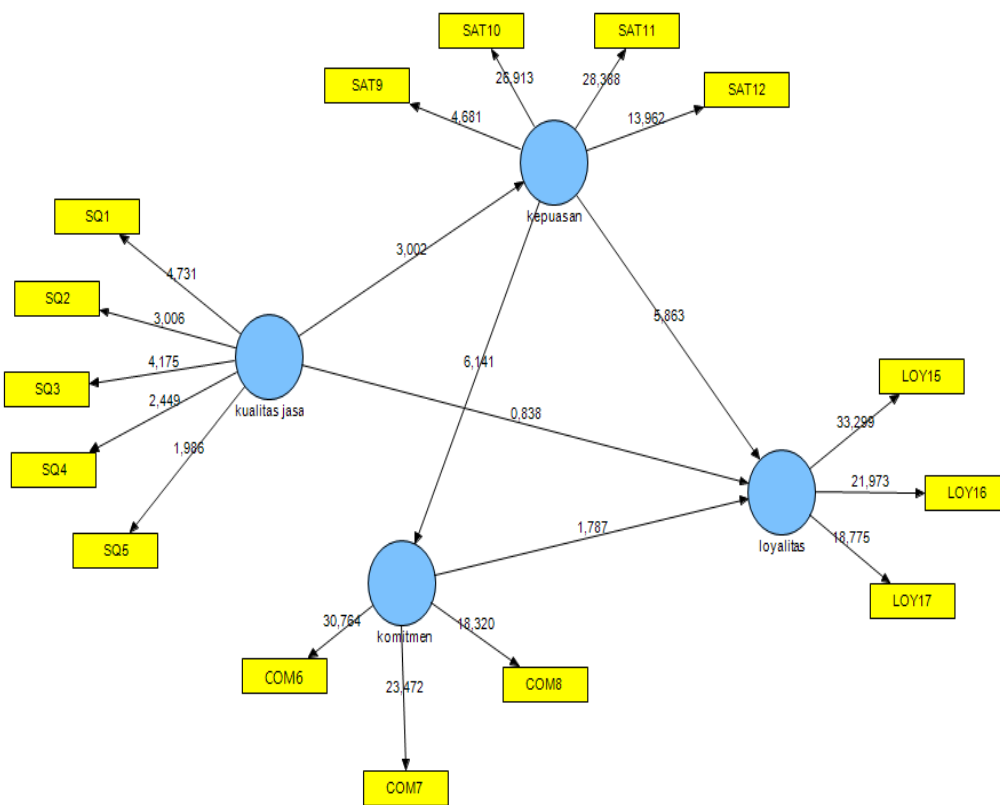 SAT10
SAT11
26,913
28,388
SAT9
SAT12
4,681
13,962
kepuasan
SQ1
4,731
3,002
SQ2
3,006
5,863
SQ3
4,175
6,141
kualitas jasa
2,449
0,838
SQ4
1,986
LOY15
33,299
SQ5
21,973
LOY16
1,787
18,775
loyalitas
LOY17
komitmen
30,764
18,320
COM6
23,472
COM8
COM7